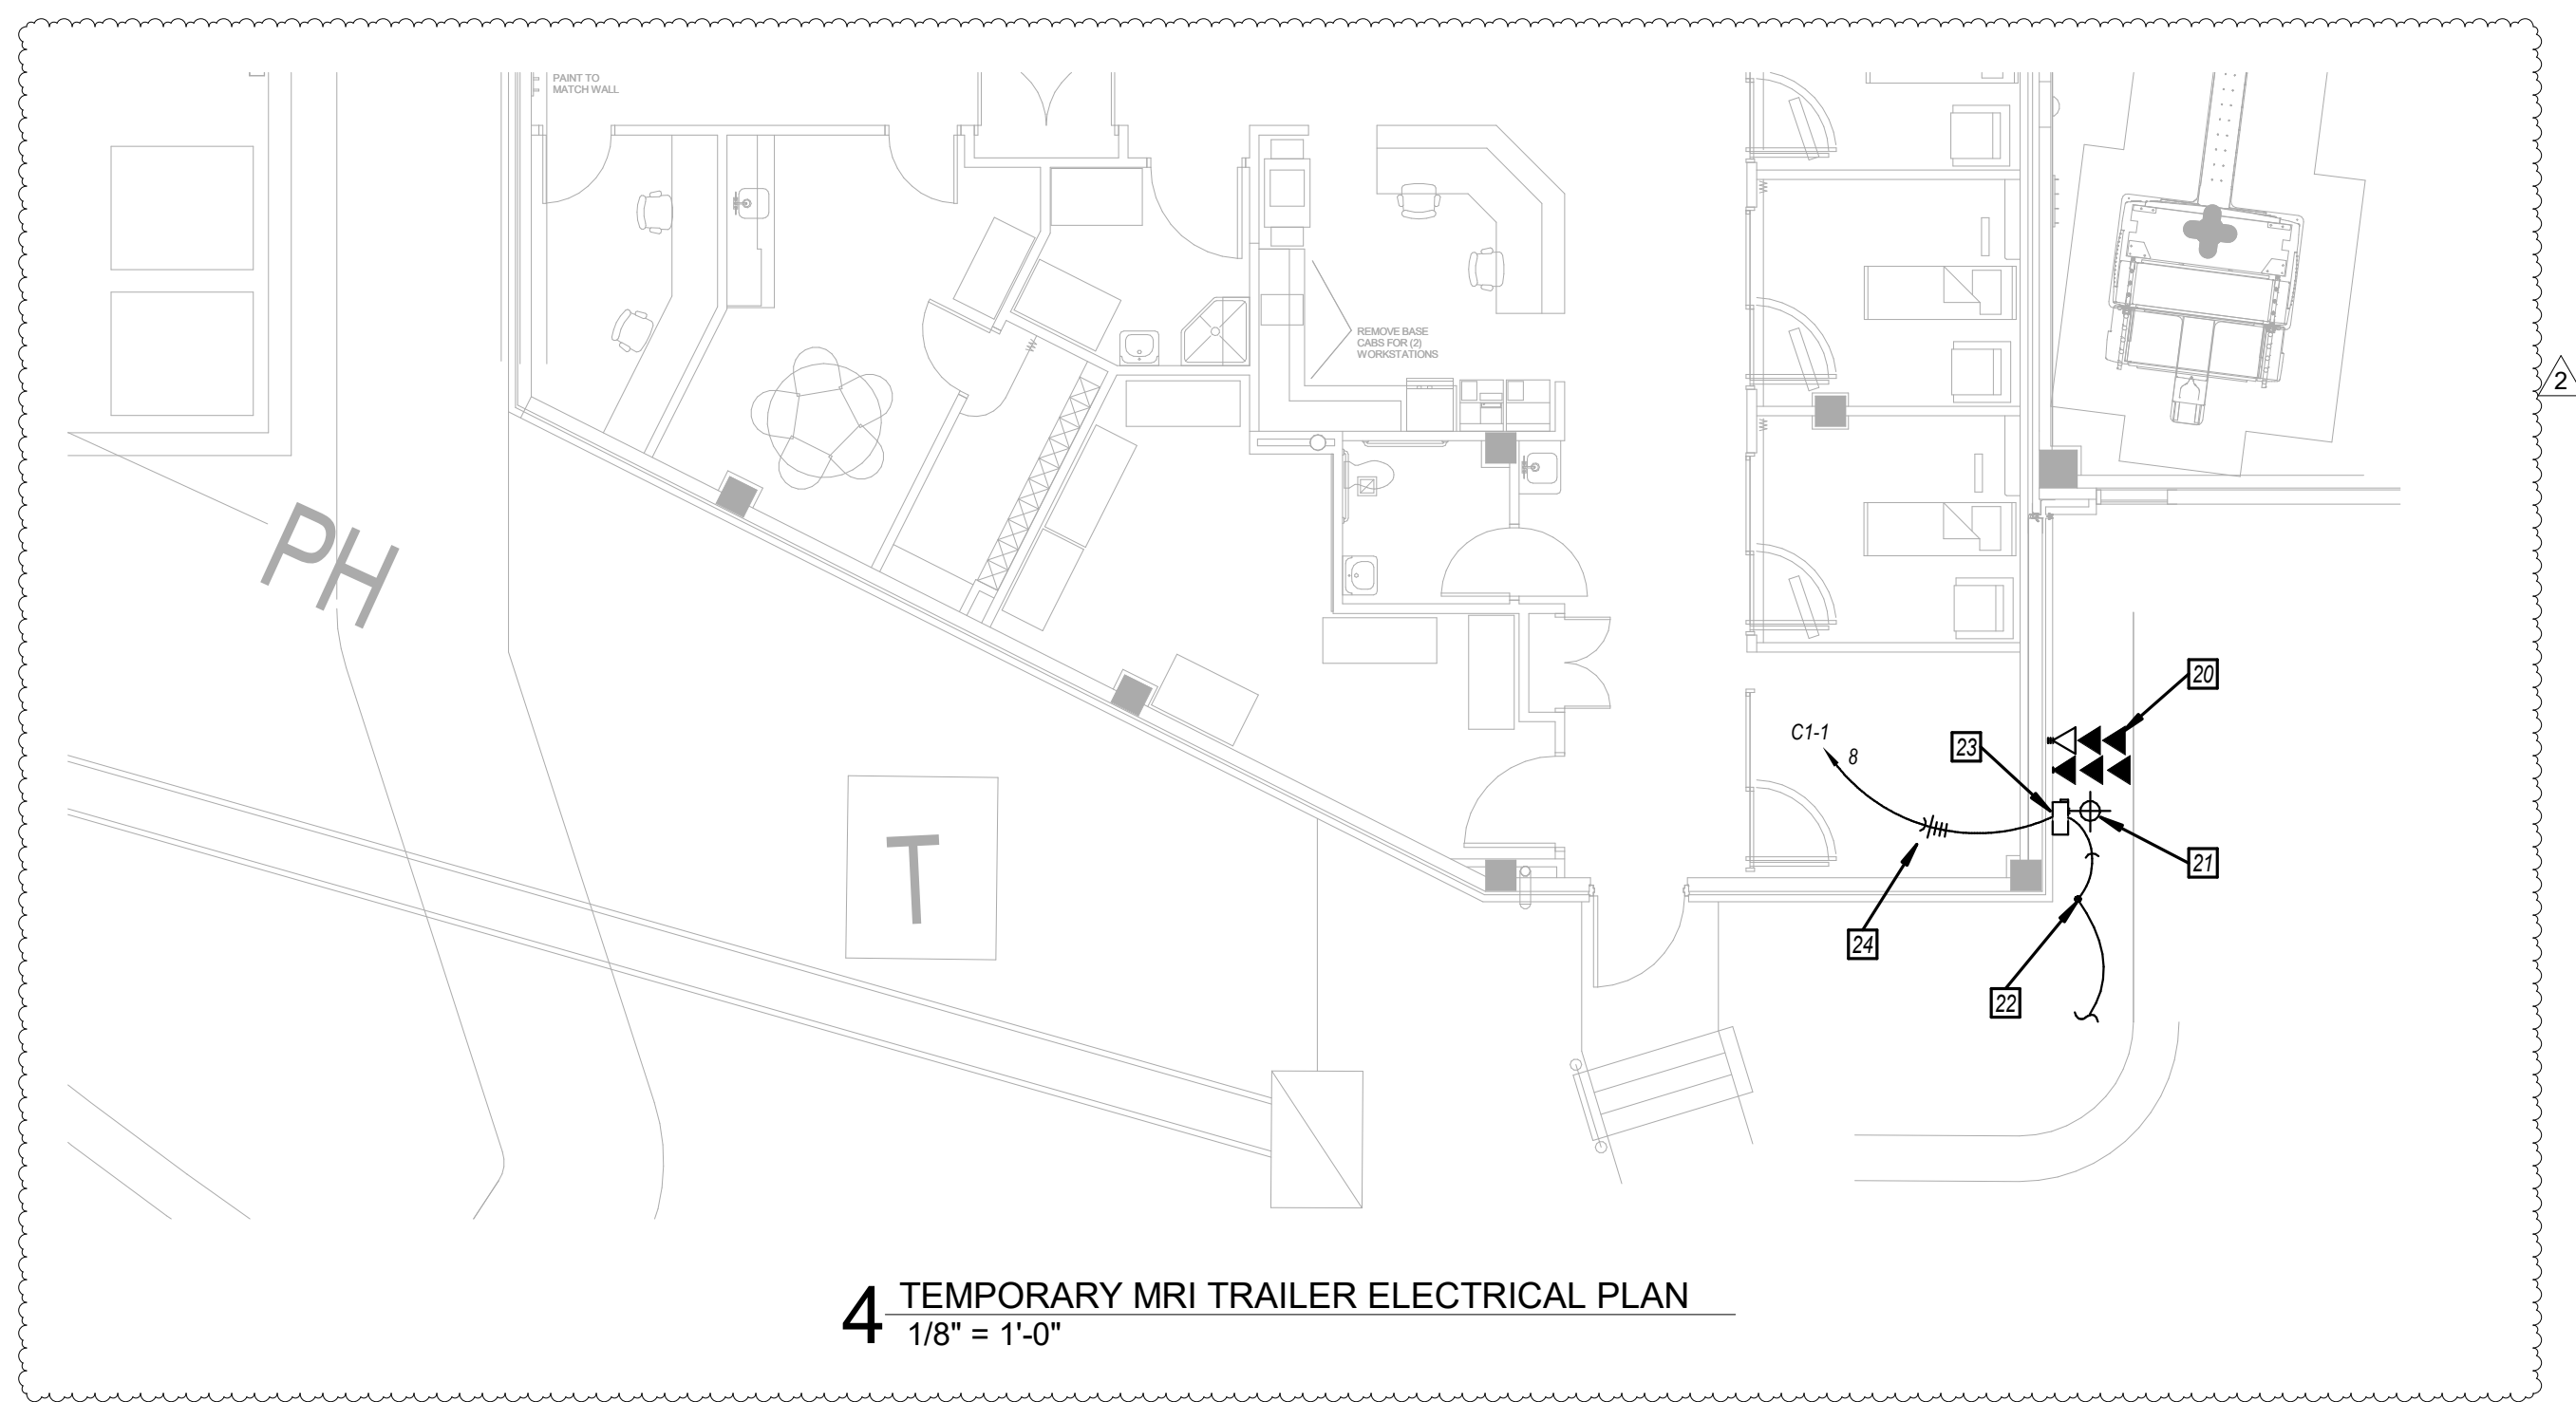 PAINT TO
MATCH WALL
REMOVE BASE
CABS FOR (2)
WORKSTATIONS
2
PH
20
C1-1
8
23
21
T
24
22
4 TEMPORARY MRI TRAILER ELECTRICAL PLAN
1/8" = 1'-0"